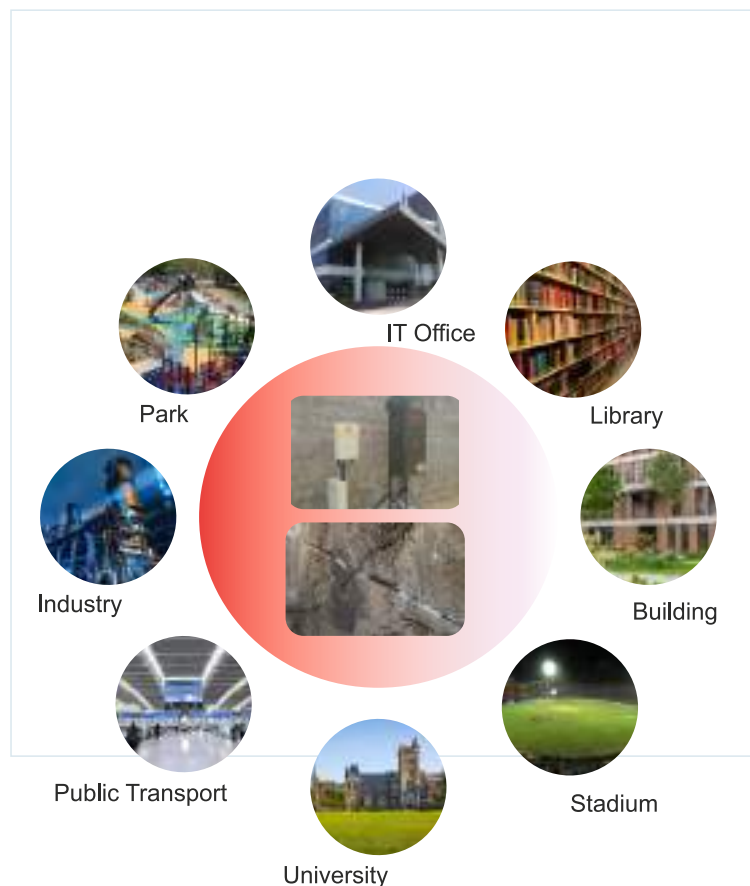 IT Office
Park
Library
Industry
Building
Public Transport
Stadium
University